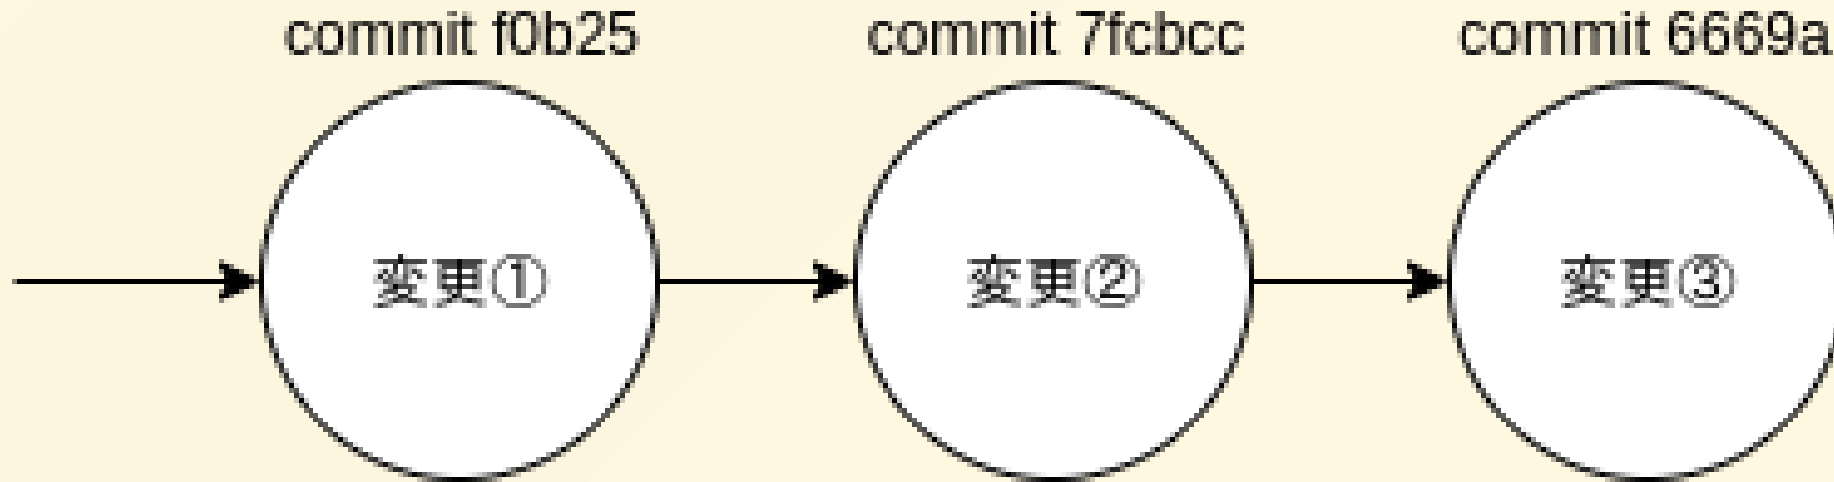 commit f0b25
commit 7fcbcc
commit 6669a
変更①
変更②
変更③